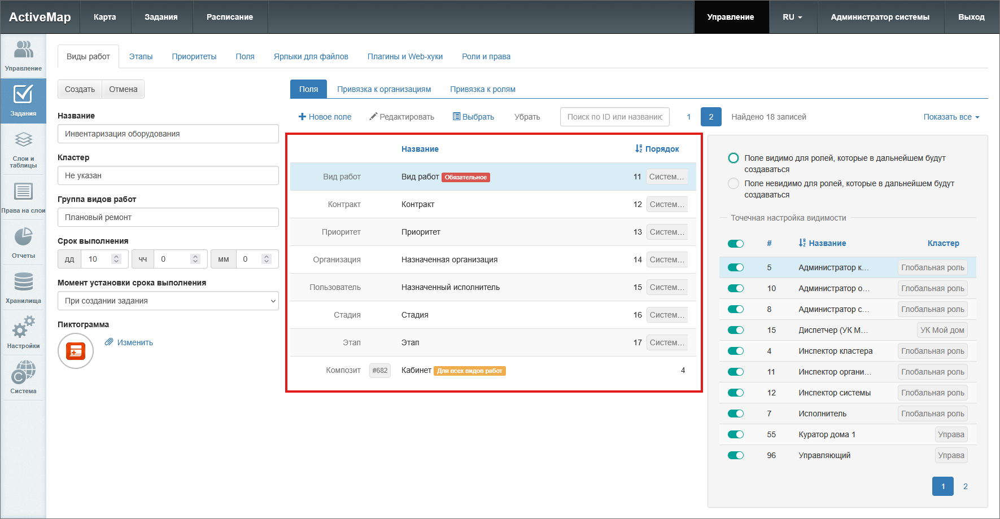 ActiveMap
Карта
Задания
Расписание
Управление
RU
Администратор системы
Выход
Управление
Задания
Слои и
таблицы
Права на слои
Отчеты
Хранилища
Настройки
Система
Виды работ
Этапы
Приоритеты
Поля
Ярлыки для файлов
Плагины и Web-хуки
Роли и права
Создать
Отмена
Название
Инвентаризация оборудования
Кластер
Не указан
Группа видов работ
Плановый ремонт
Срок выполнения
дд 10 чч 0 мм 0
Момент установки срока выполнения
При создании задания
Пиктограмма
Изменить
Поля
Привязка к организациям
Привязка к ролям
Новое поле
Редактировать
Выбрать
Убрать
Поиск по ID или названию
1 2
Найдено 18 записей
Показать все
Название Порядок
Вид работ Вид работ Обязательное 11 Систем...
Контракт Контракт 12 Систем...
Приоритет Приоритет 13 Систем...
Организация Назначенная организация 14 Систем...
Пользователь Назначенный исполнитель 15 Систем...
Стадия Стадия 16 Систем...
Этап Этап 17 Систем...
Композит #682 Кабинет Для всех видов работ 4
Поле видимо для ролей, которые в дальнейшем будут
создаваться
Поле невидимо для ролей, которые в дальнейшем будут
создаваться
Точечная настройка видимости
# Название Кластер
5 Администратор к... Глобальная роль
10 Администратор о... Глобальная роль
8 Администратор с... Глобальная роль
15 Диспетчер (УК М... УК Мой дом
4 Инспектор кластера Глобальная роль
11 Инспектор органи... Глобальная роль
12 Инспектор системы Глобальная роль
7 Исполнитель Глобальная роль
55 Куратор дома 1 Управа
96 Управляющий Управа
1 2